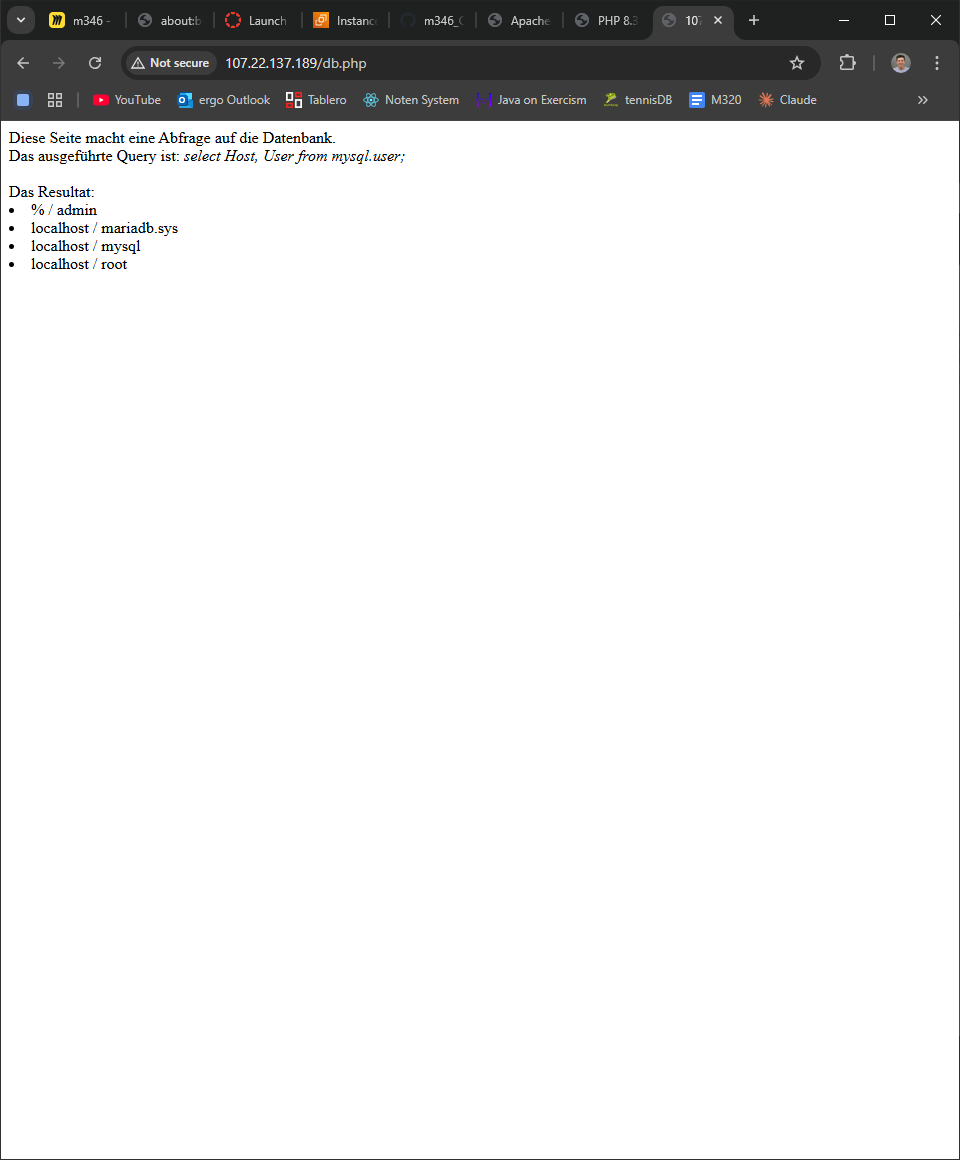 m346 -
about:b
Launch
Instanc
m346_
Apache
PHP 8.3
107
Not secure
107.22.137.189/db.php
YouTube
ergo Outlook
Tablero
Noten System
Java on Exercism
tennisDB
M320
Claude
Diese Seite macht eine Abfrage auf die Datenbank.
Das ausgeführte Query ist: select Host, User from mysql.user;
Das Resultat:
• % / admin
• localhost / mariadb.sys
• localhost / mysql
• localhost / root